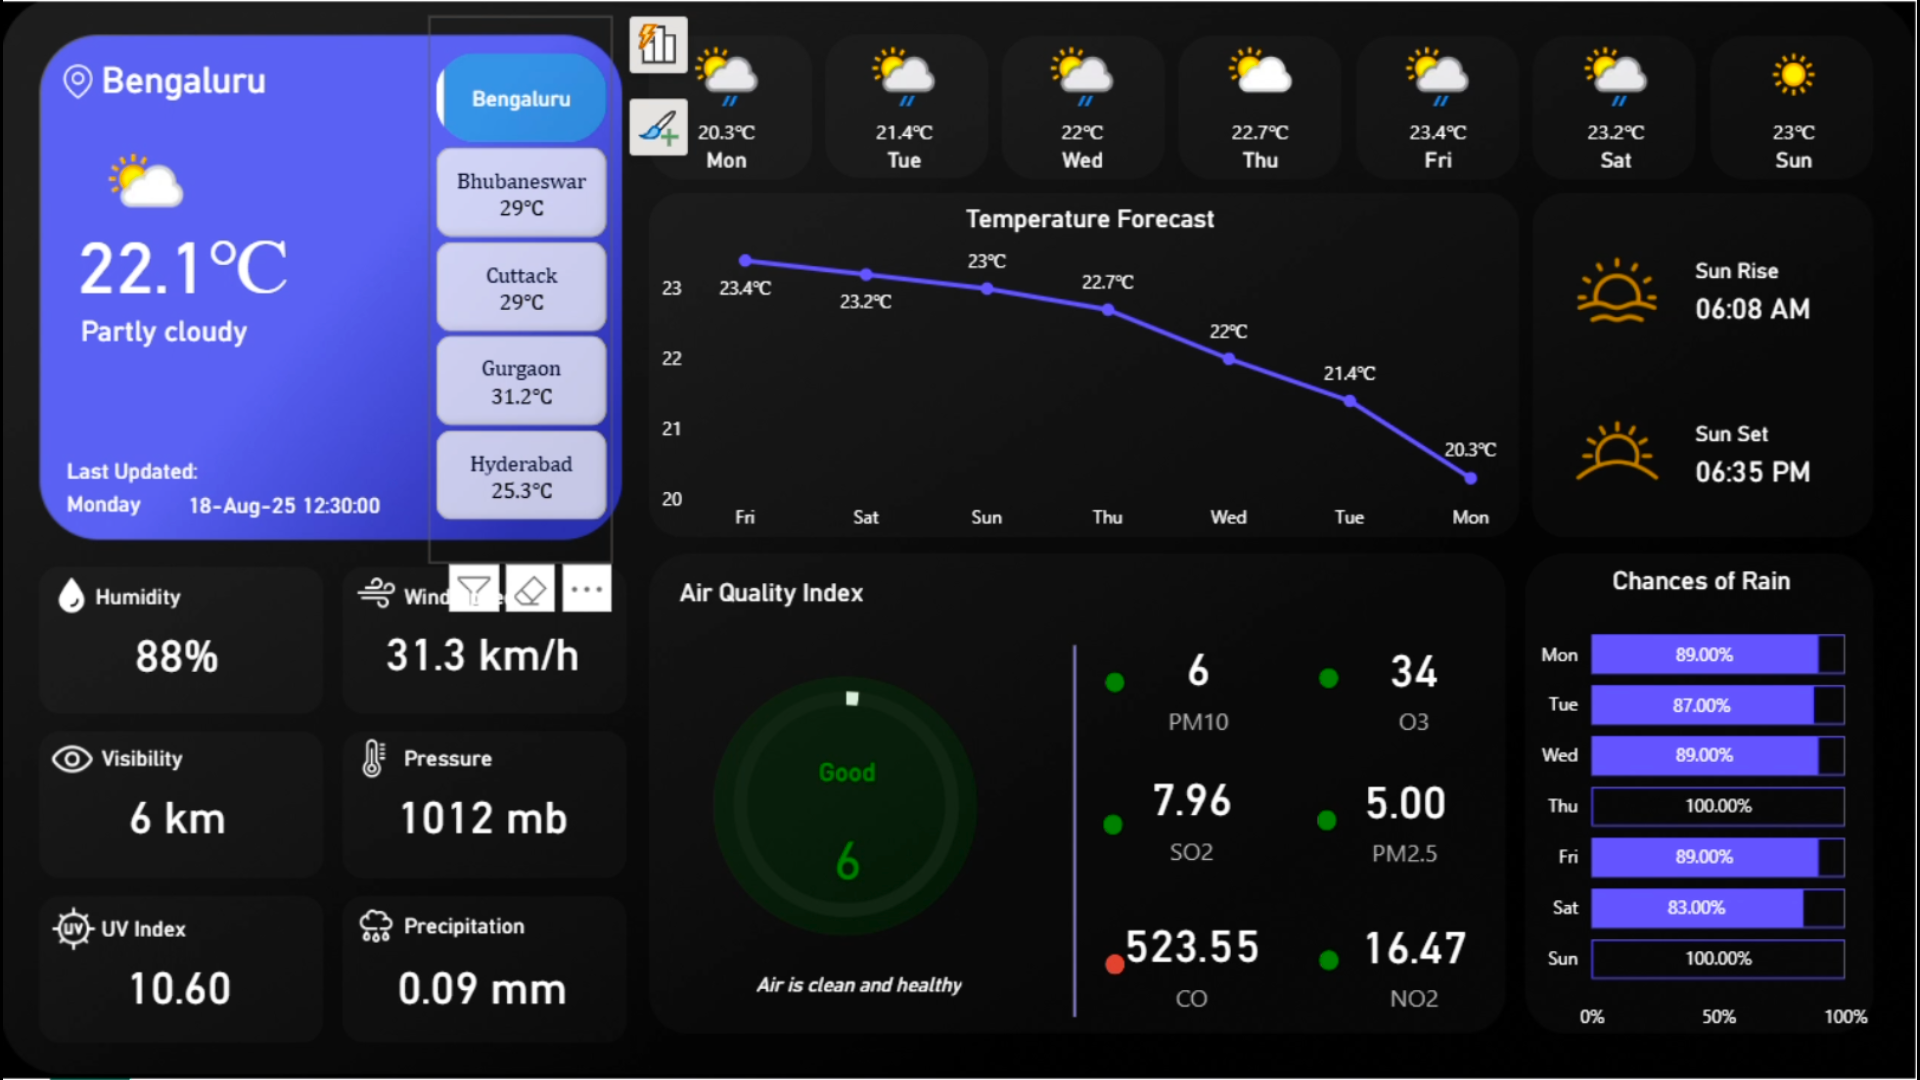 Bengaluru
22.1°C
Partly cloudy
Last Updated:
Monday 18-Aug-25 12:30:00
Bengaluru
Bhubaneswar
29°C
Cuttack
29°C
Gurgaon
31.2°C
Hyderabad
25.3°C
20.3°C
Mon
21.4°C
Tue
22°C
Wed
22.7°C
Thu
23.4°C
Fri
23.2°C
Sat
23°C
Sun
Temperature Forecast
23
22
21
20
23.4°C
23.2°C
23°C
22.7°C
22°C
21.4°C
20.3°C
Fri Sat Sun Thu Wed Tue Mon
Sun Rise
06:08 AM
Sun Set
06:35 PM
Humidity
88%
Wind
31.3 km/h
Visibility
6 km
Pressure
1012 mb
UV
UV Index
10.60
Precipitation
0.09 mm
Air Quality Index
Good
6
Air is clean and healthy
6
PM10
34
O3
7.96
SO2
5.00
PM2.5
523.55
CO
16.47
NO2
Chances of Rain
Mon 89.00%
Tue 87.00%
Wed 89.00%
Thu 100.00%
Fri 89.00%
Sat 83.00%
Sun 100.00%
0% 50% 100%